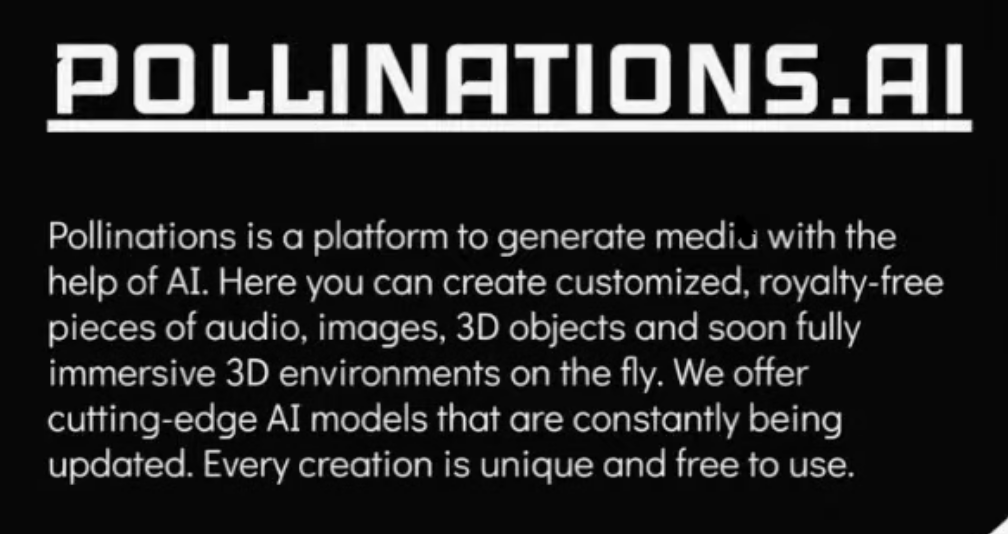 POLLINATIONS.AI
Pollinations is a platform to generate media with the
help of AI. Here you can create customized, royalty-free
pieces of audio, images, 3D objects and soon fully
immersive 3D environments on the fly. We offer
cutting-edge AI models that are constantly being
updated. Every creation is unique and free to use.